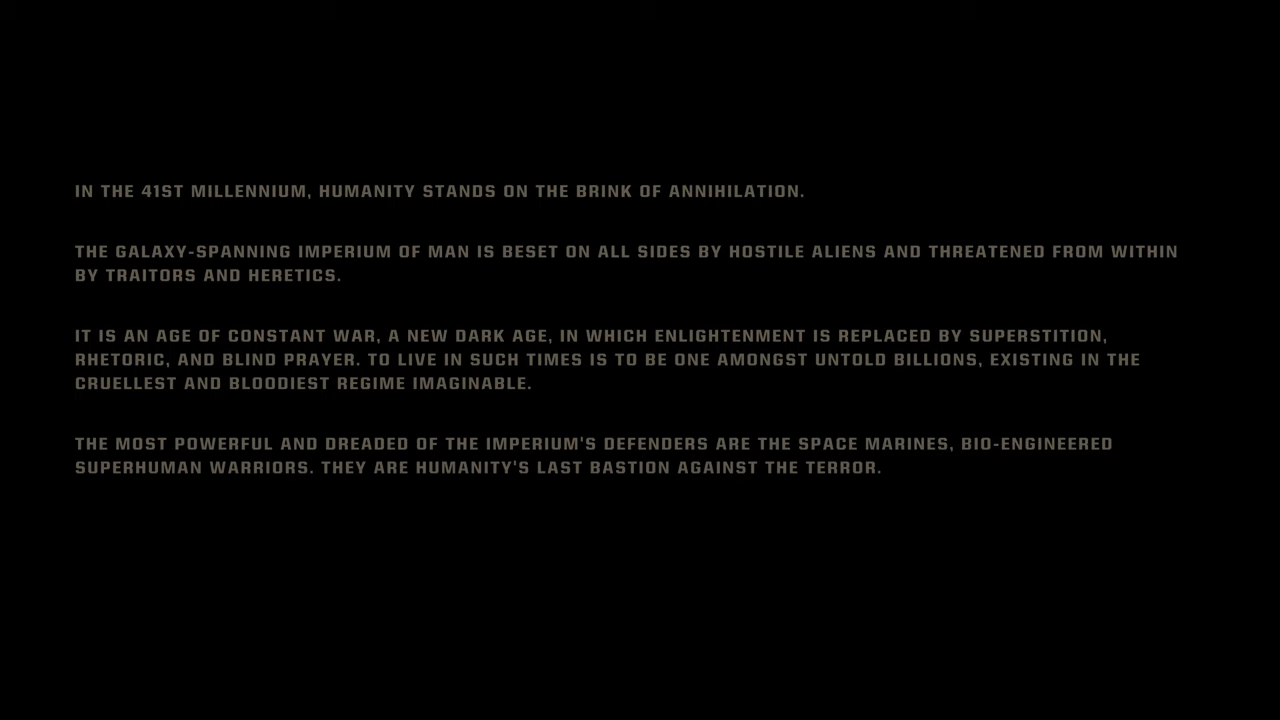 IN THE 41ST MILLENNIUM, HUMANITY STANDS ON THE BRINK OF ANNIHILATION.
THE GALAXY-SPANNING IMPERIUM OF MAN IS BESET ON ALL SIDES BY HOSTILE ALIENS AND THREATENED FROM WITHIN
BY TRAITORS AND HERETICS.
IT IS AN AGE OF CONSTANT WAR, A NEW DARK AGE, IN WHICH ENLIGHTENMENT IS REPLACED BY SUPERSTITION,
RHETORIC, AND BLIND PRAYER. TO LIVE IN SUCH TIMES IS TO BE ONE AMONGST UNTOLD BILLIONS, EXISTING IN THE
CRUELLEST AND BLOODIEST REGIME IMAGINABLE.
THE MOST POWERFUL AND DREADED OF THE IMPERIUM'S DEFENDERS ARE THE SPACE MARINES, BIO-ENGINEERED
SUPERHUMAN WARRIORS. THEY ARE HUMANITY'S LAST BASTION AGAINST THE TERROR.